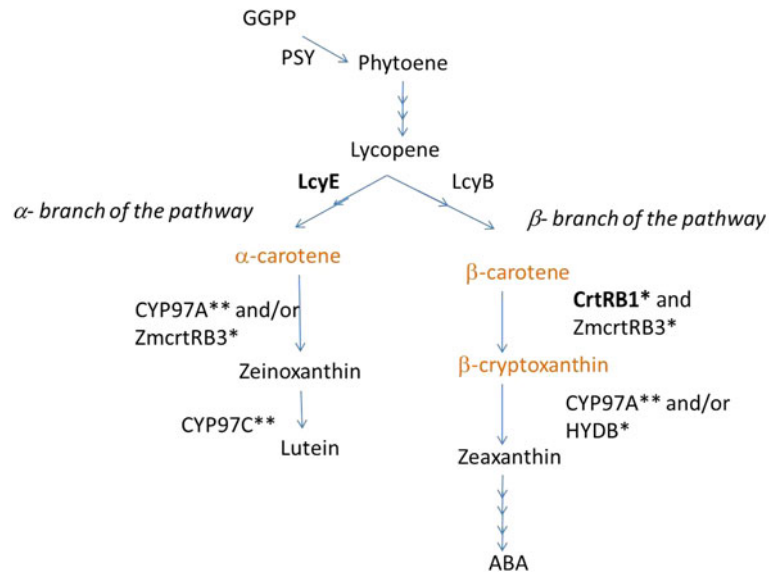 GGPP
PSY
Phytoene
Lycopene
LcyE
LcyB
α- branch of the pathway
β- branch of the pathway
α-carotene
β-carotene
CYP97A** and/or
ZmcrtRB3*
CrtRB1* and
ZmcrtRB3*
Zeinoxanthin
β-cryptoxanthin
CYP97C**
CYP97A** and/or
HYDB*
Lutein
Zeaxanthin
ABA